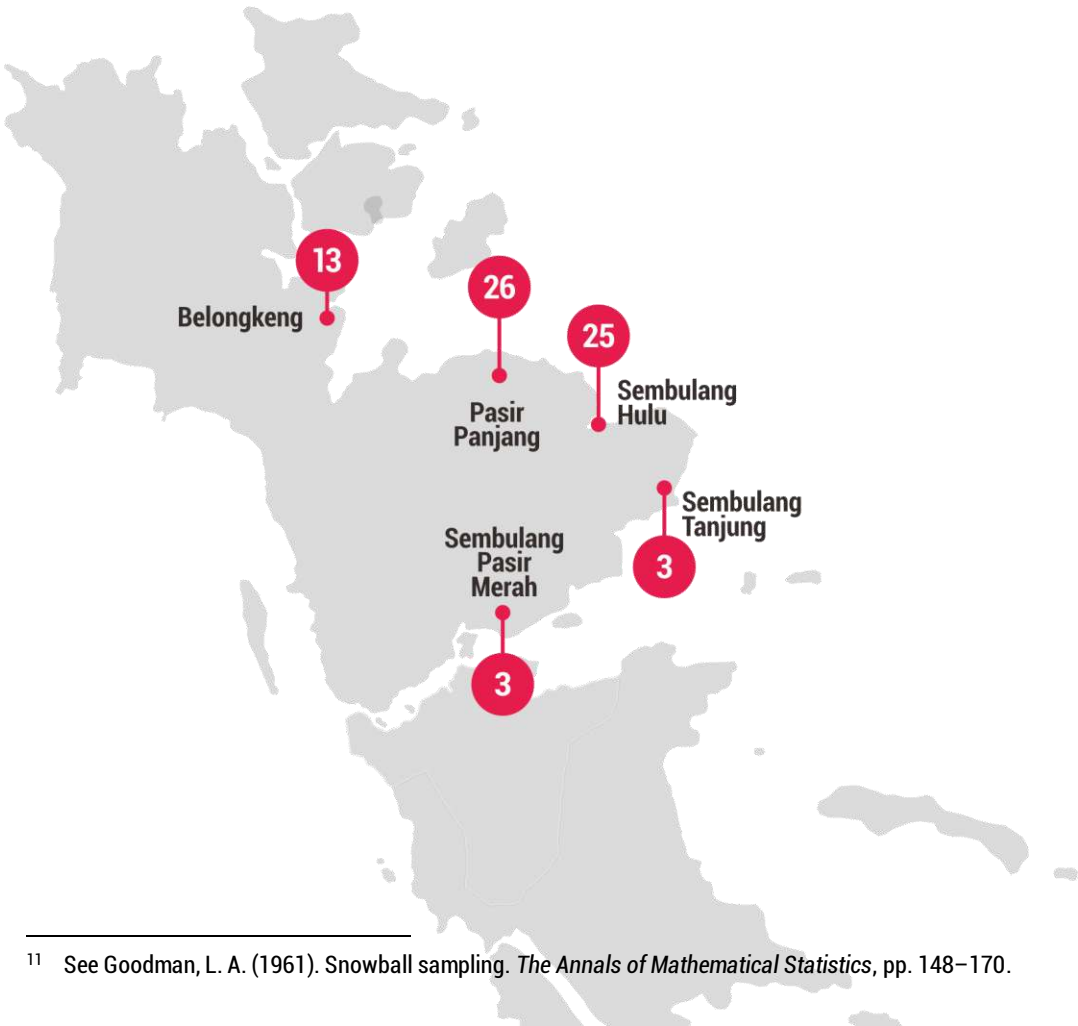 13
Belongkeng
26
Pasir
Panjang
25
Sembulang
Hulu
Sembulang
Tanjung
3
Sembulang
Pasir
Merah
3
11 See Goodman, L. A. (1961). Snowball sampling. The Annals of Mathematical Statistics, pp. 148–170.